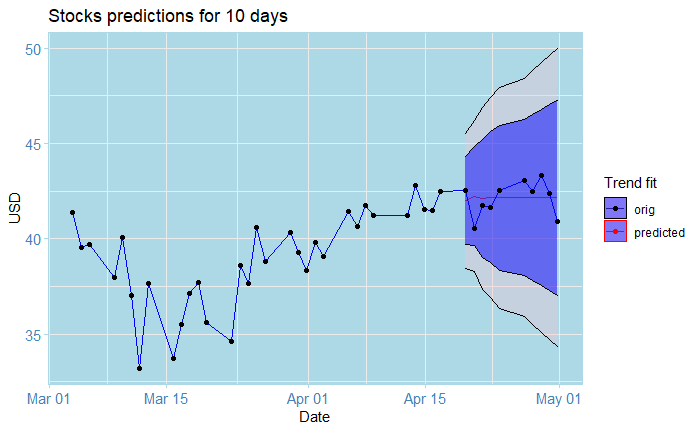 Stocks predictions for 10 days
50
45
40
35
USD
Mar 01
Mar 15
Apr 01
Apr 15
May 01
Date
Trend fit
orig
predicted